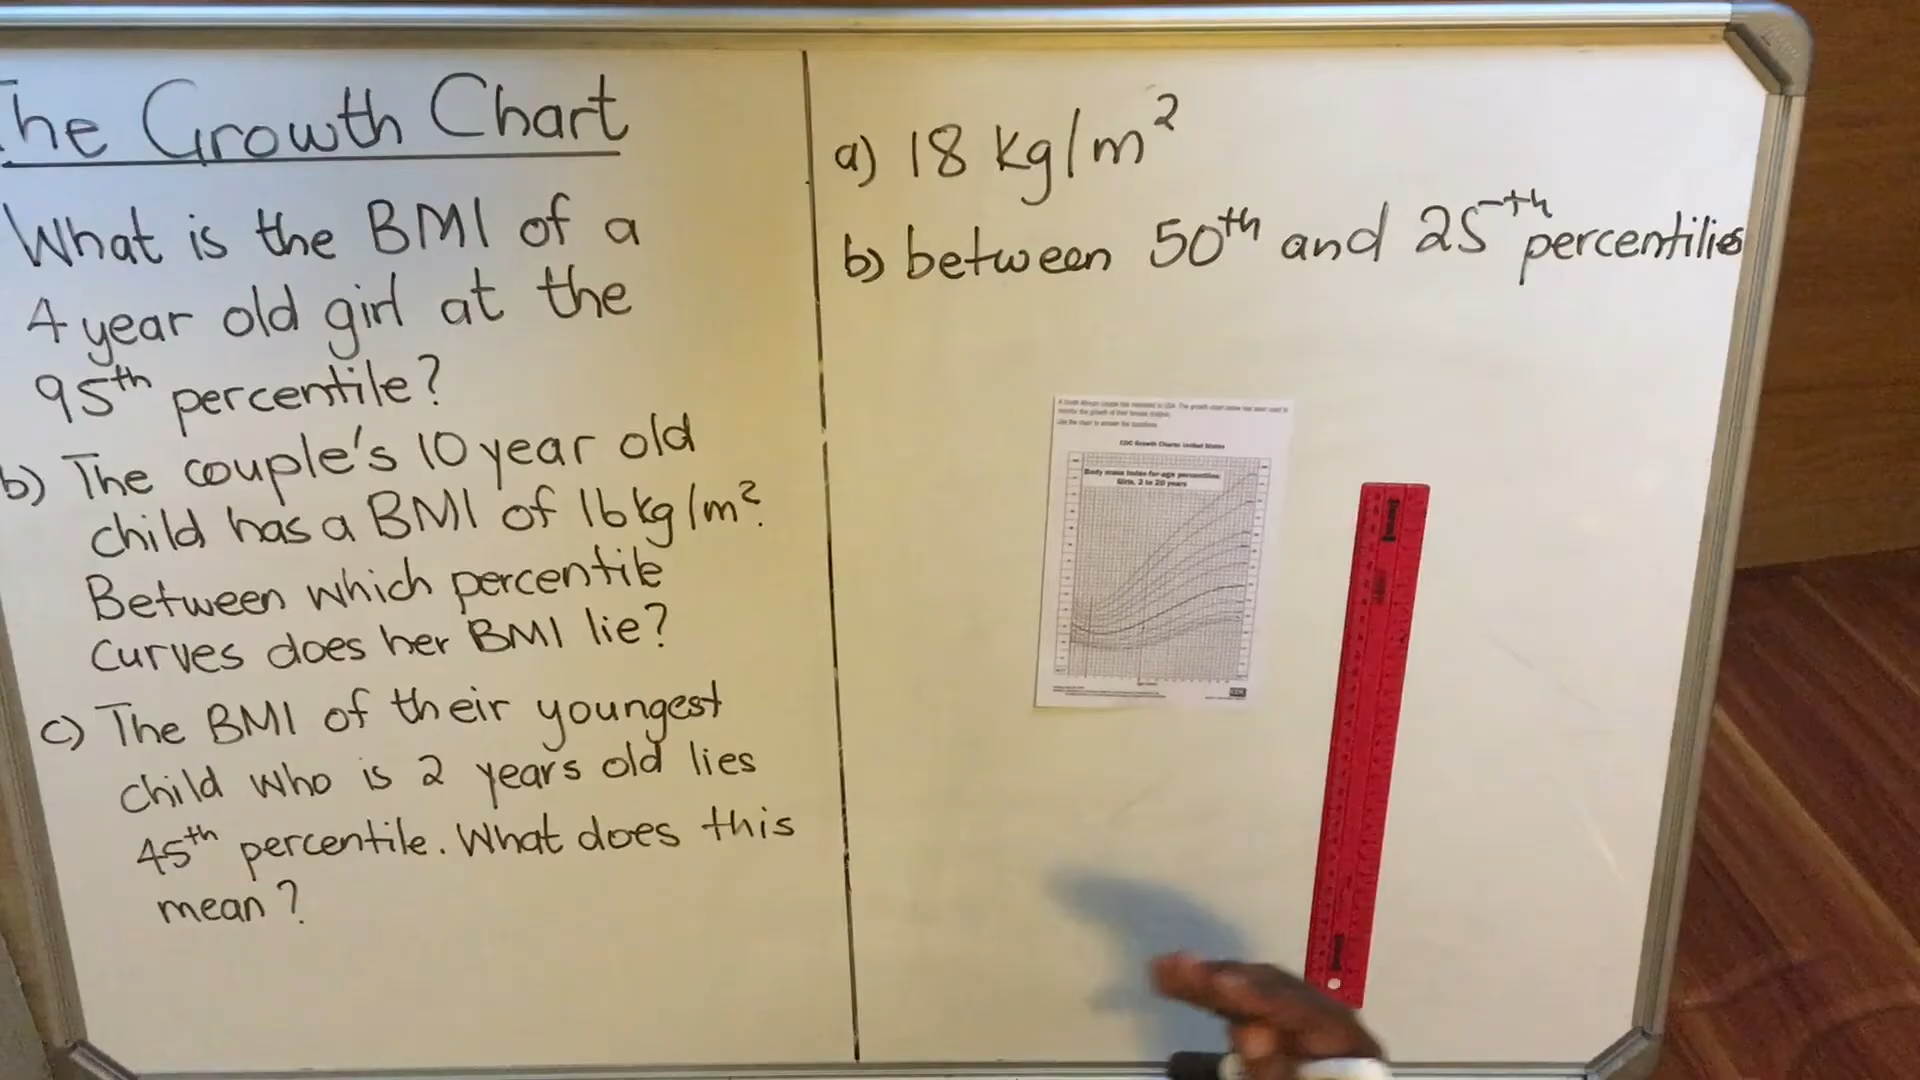 The Growth Chart
What is the BMI of a
4 year old girl at the
95th percentile?
b) The couple's 10 year old
child has a BMI of 16kg/m².
Between which percentile
curves does her BMI lie?
c) The BMI of their youngest
child who is 2 years old lies
45th percentile. What does this
mean?
a) 18 kg/m²
b) between 50th and 25th percentilies
CDC Growth Charts: United States
Body mass index-for-age percentiles:
Girls, 2 to 20 years
CDC